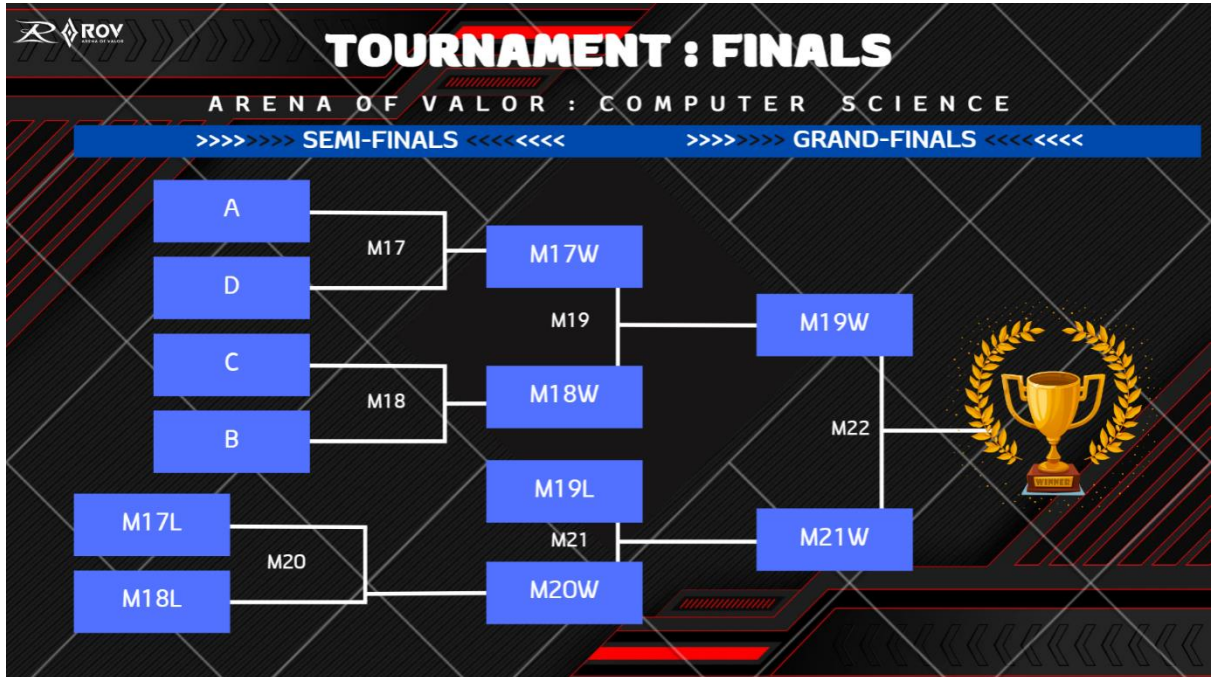 ROV
ARENA OF VALOR
TOURNAMENT : FINALS
ARENA OF VALOR : COMPUTER SCIENCE
>>>>>>>> SEMI-FINALS <<<<<<<<
>>>>>>>> GRAND-FINALS <<<<<<<<
A
M17
D
M17W
C
M18
B
M19
M18W
M19W
M22
WINNER
M17L
M20
M18L
M19L
M21
M20W
M21W